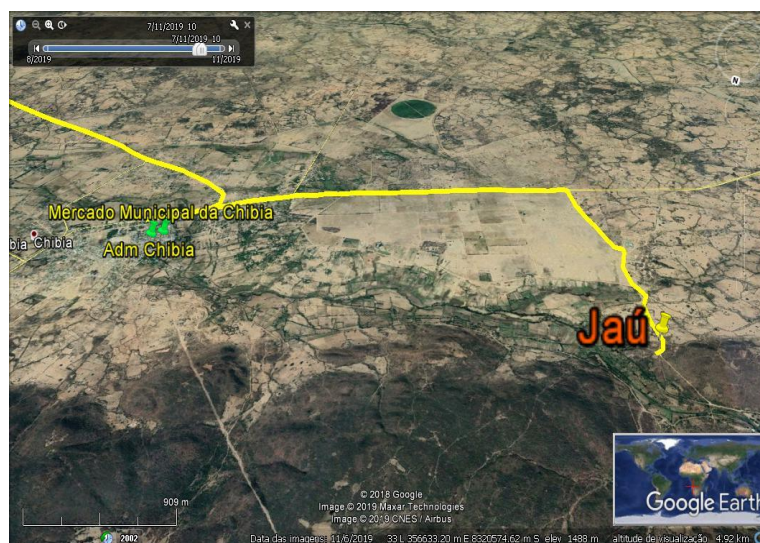 7/11/2019 10
7/11/2019 10
8/2019
11/2019
N
Mercado Municipal da Chibia
bia Chibia
Adm Chibia
Jaú
909 m
© 2018 Google
Image © 2019 Maxar Technologies
Image © 2019 CNES / Airbus
Google Earth
2002
Data das imagens: 11/6/2019 33 L 356633.20 m E 8320574.62 m S elev 1488 m altitude de visualização 4.92 km